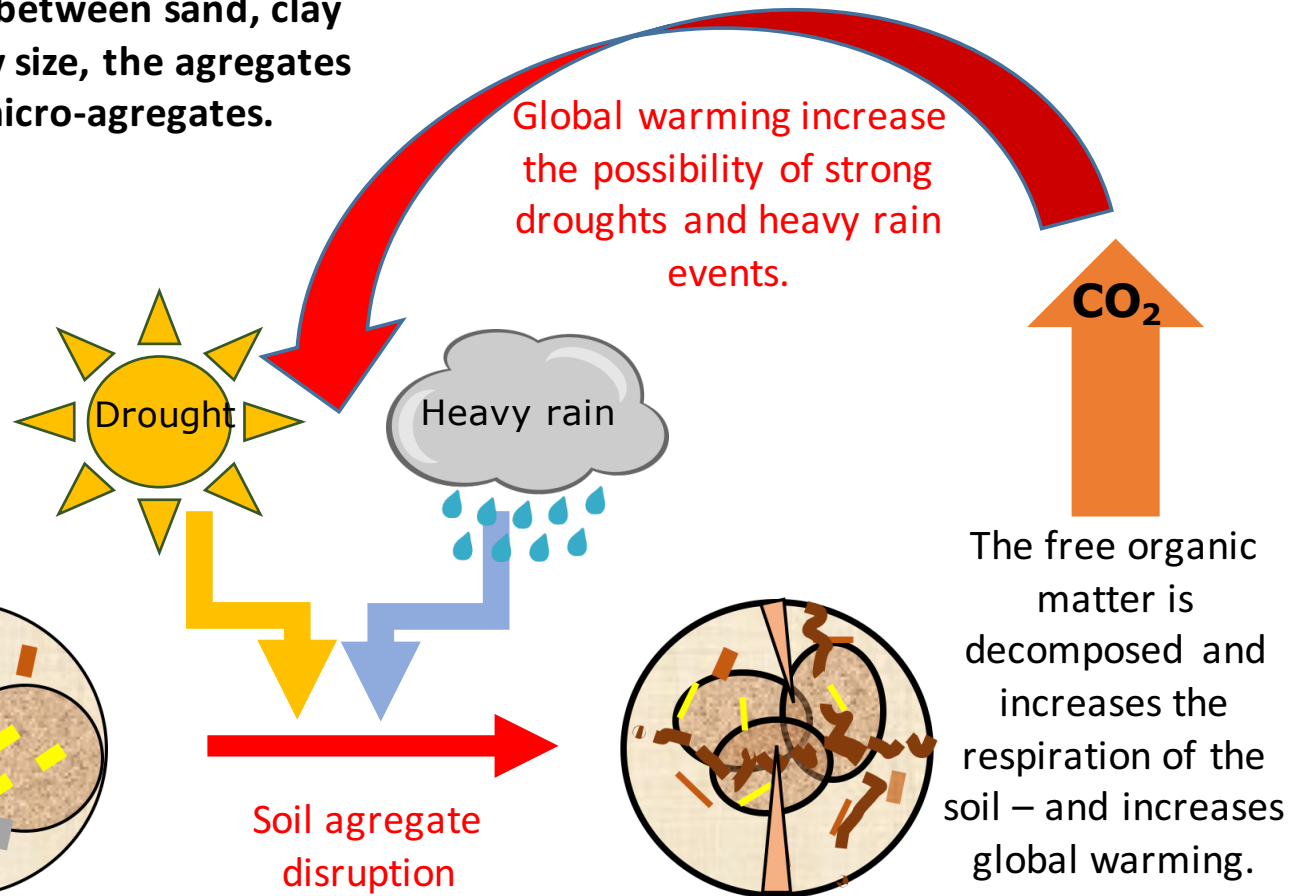 between sand, clay
size, the agregates
micro-agregates.
Global warming increase
the possibility of strong
droughts and heavy rain
events.
CO₂
Drought
Heavy rain
The free organic
matter is
decomposed and
increases the
respiration of the
soil – and increases
global warming.
Soil agregate
disruption